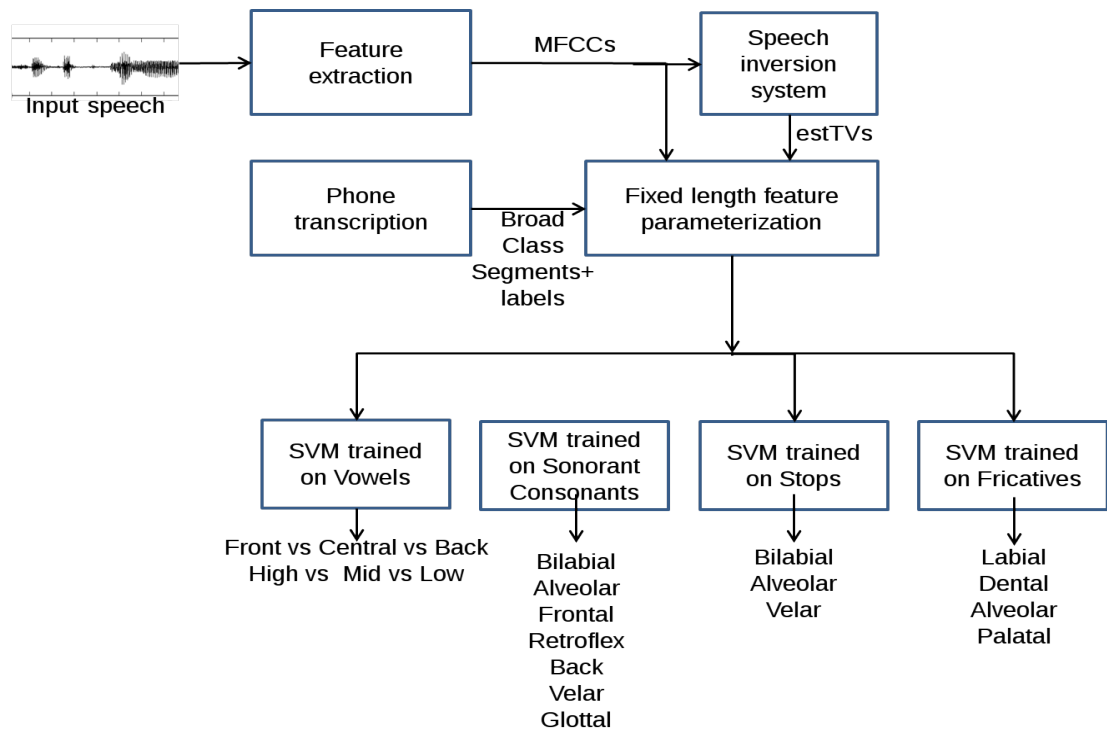 Input speech
Feature
extraction
MFCCs
Speech
inversion
system
estTVs
Phone
transcription
Broad
Class
Segments+
labels
Fixed length feature
parameterization
SVM trained
on Vowels
Front vs Central vs Back
High vs Mid vs Low
SVM trained
on Sonorant
Consonants
Bilabial
Alveolar
Frontal
Retroflex
Back
Velar
Glottal
SVM trained
on Stops
Bilabial
Alveolar
Velar
SVM trained
on Fricatives
Labial
Dental
Alveolar
Palatal